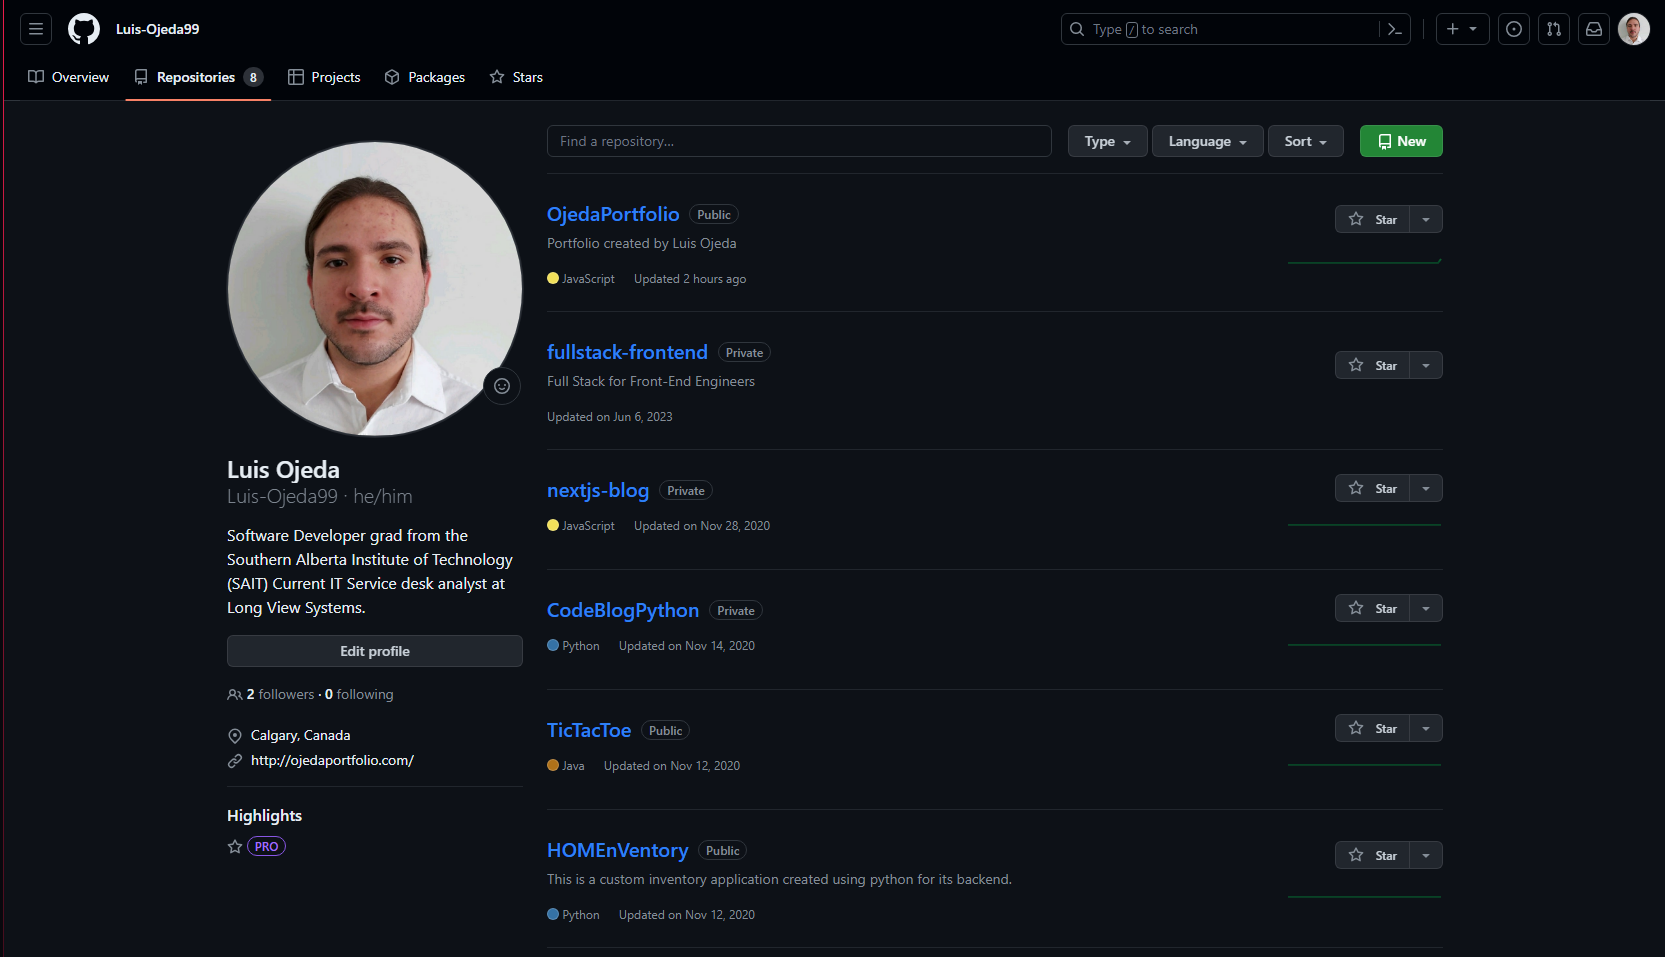 Luis-Ojeda99
Type / to search
Overview
Repositories 8
Projects
Packages
Stars
Find a repository...
Type
Language
Sort
New
Luis Ojeda
Luis-Ojeda99 · he/him
Software Developer grad from the
Southern Alberta Institute of Technology
(SAIT) Current IT Service desk analyst at
Long View Systems.
Edit profile
2 followers · 0 following
Calgary, Canada
http://ojedaportfolio.com/
Highlights
PRO
OjedaPortfolio Public
Star
Portfolio created by Luis Ojeda
JavaScript Updated 2 hours ago
fullstack-frontend Private
Star
Full Stack for Front-End Engineers
Updated on Jun 6, 2023
nextjs-blog Private
Star
JavaScript Updated on Nov 28, 2020
CodeBlogPython Private
Star
Python Updated on Nov 14, 2020
TicTacToe Public
Star
Java Updated on Nov 12, 2020
HOMEnVentory Public
Star
This is a custom inventory application created using python for its backend.
Python Updated on Nov 12, 2020